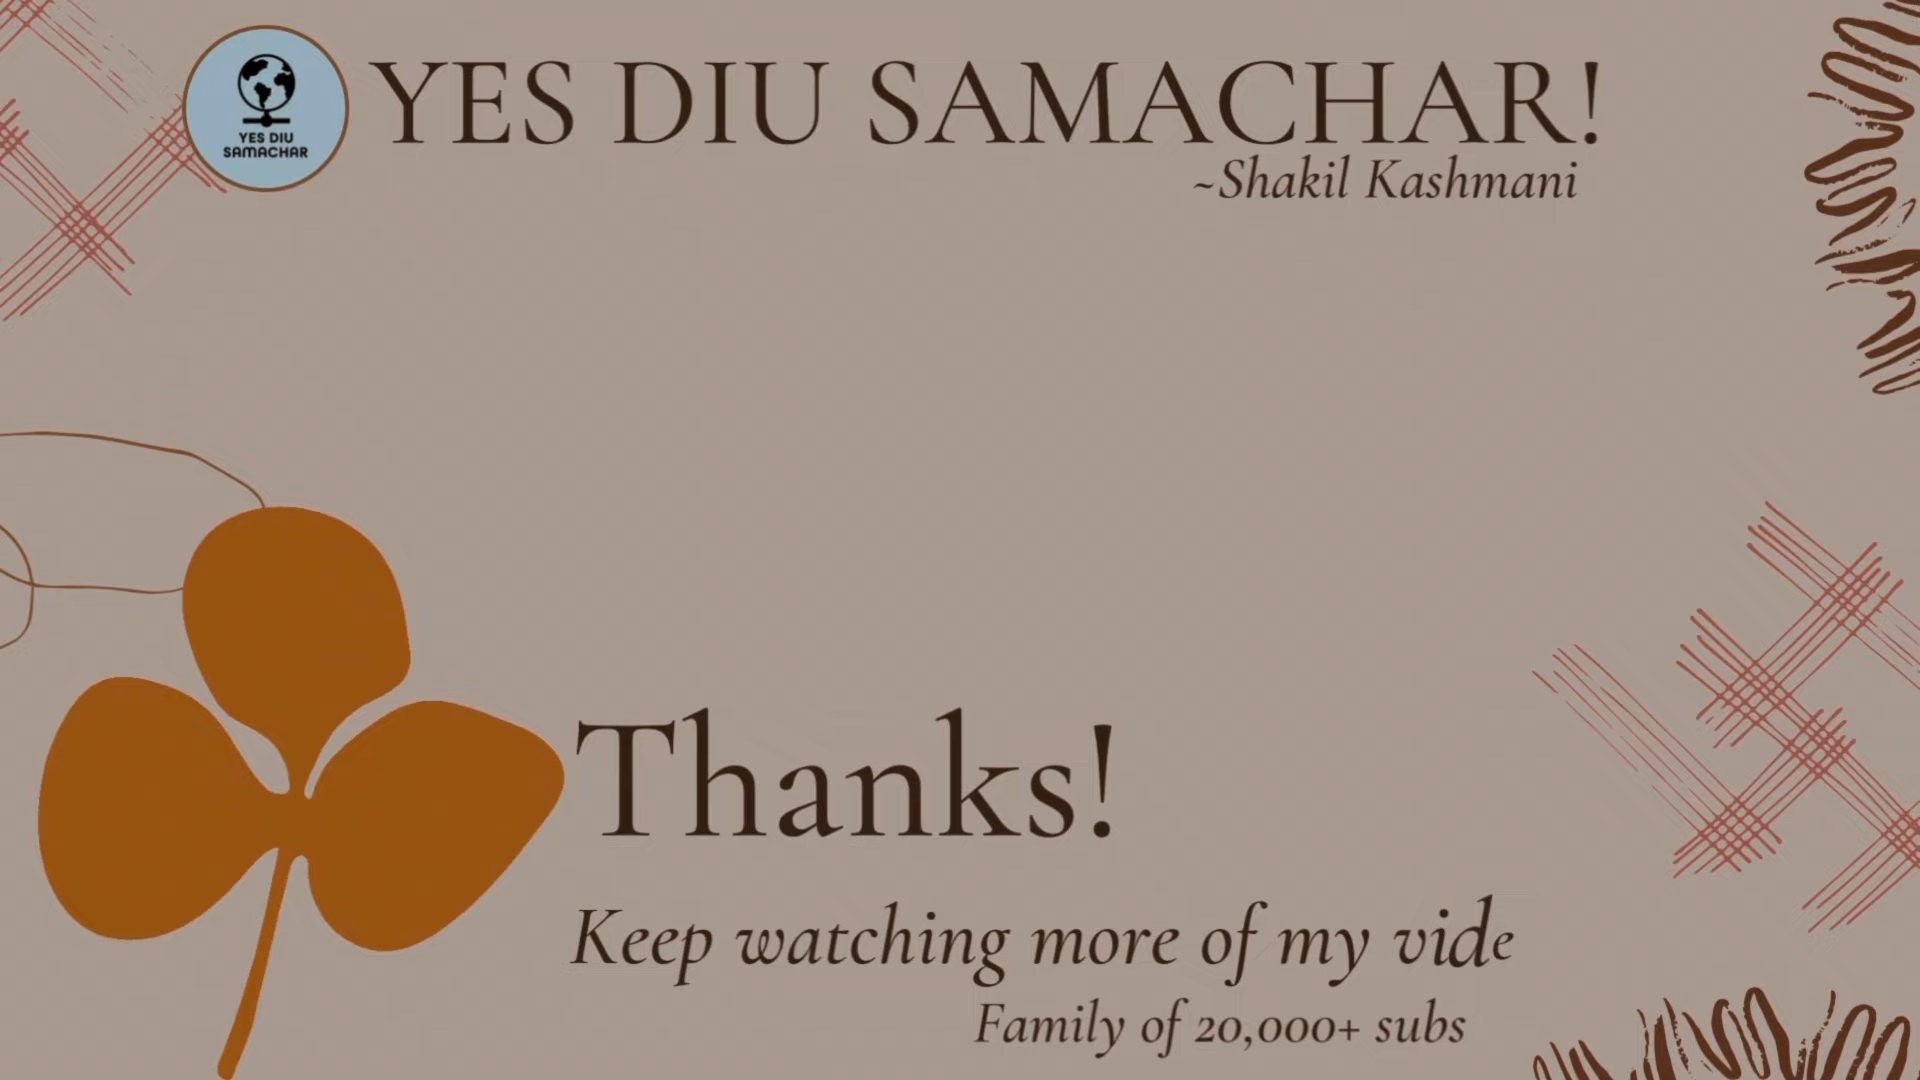 YES DIU
SAMACHAR
YES DIU SAMACHAR!
~Shakil Kashmani
Thanks!
Keep watching more of my vide
Family of 20,000+ subs